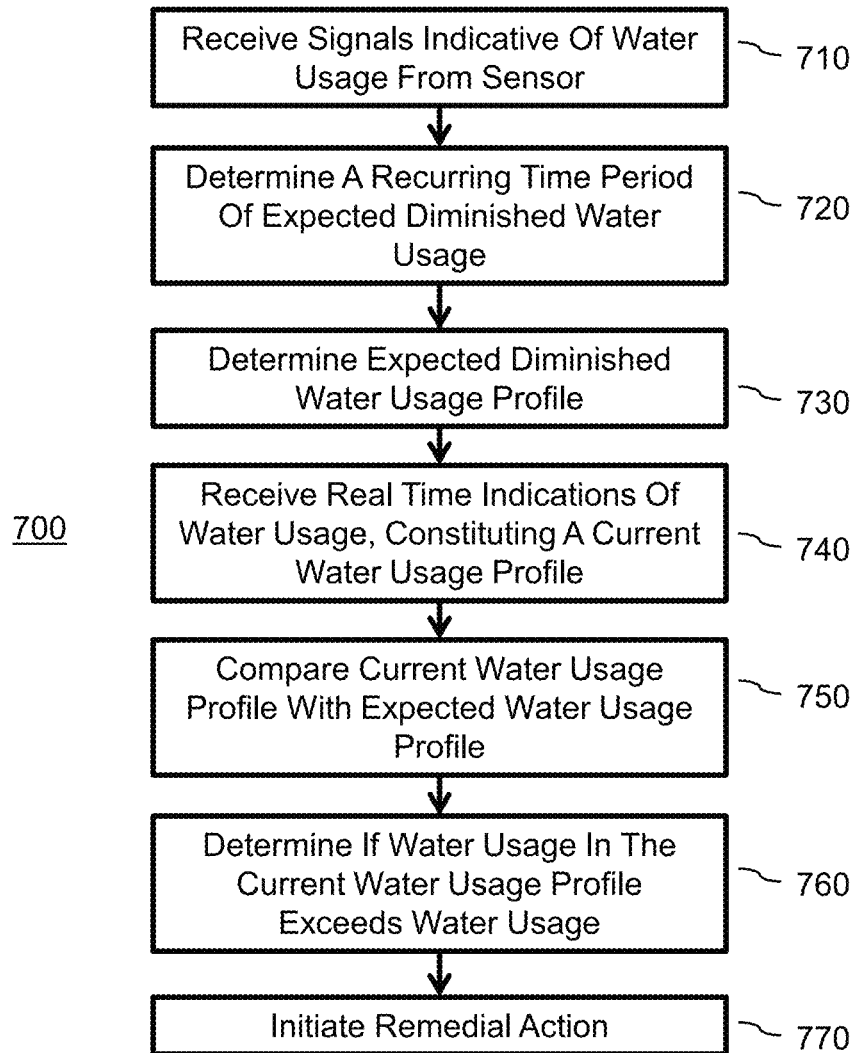 Receive Signals Indicative Of Water
Usage From Sensor
710
Determine A Recurring Time Period
Of Expected Diminished Water
Usage
720
Determine Expected Diminished
Water Usage Profile
730
700
Receive Real Time Indications Of
Water Usage, Constituting A Current
Water Usage Profile
740
Compare Current Water Usage
Profile With Expected Water Usage
Profile
750
Determine If Water Usage In The
Current Water Usage Profile
Exceeds Water Usage
760
Initiate Remedial Action
770